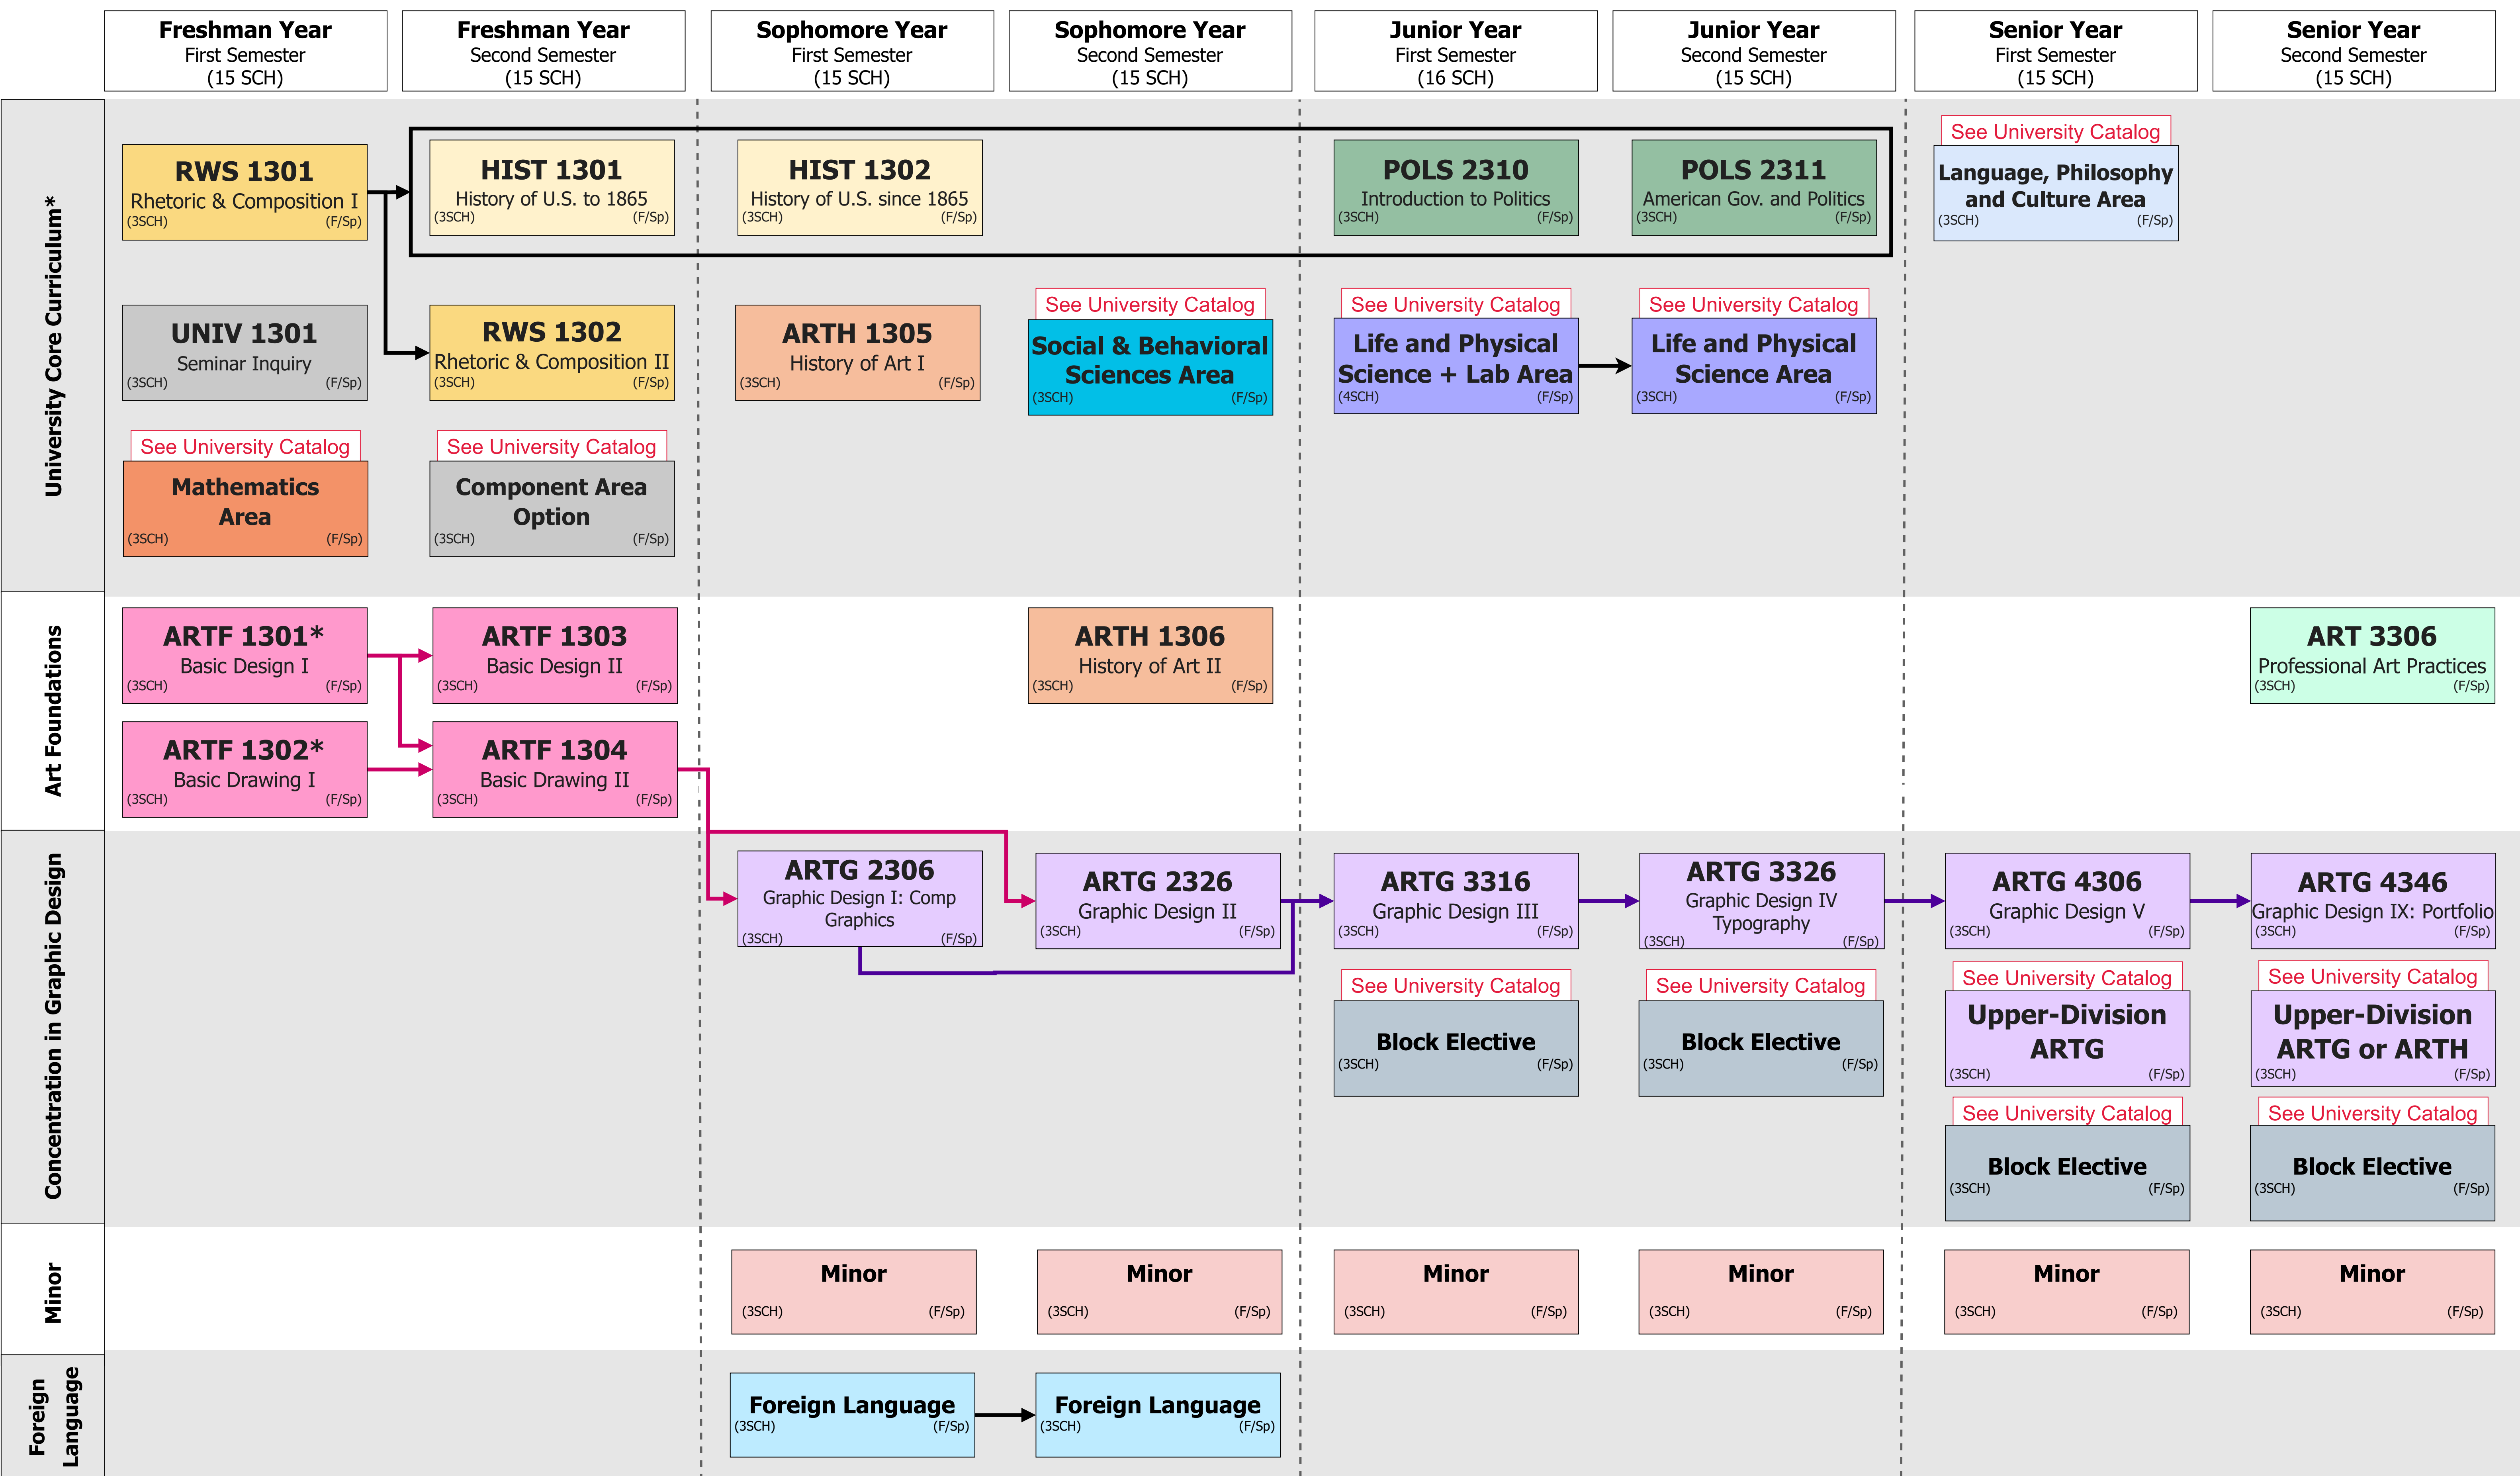 Freshman Year
First Semester
(15 SCH)
Freshman Year
Second Semester
(15 SCH)
Sophomore Year
First Semester
(15 SCH)
Sophomore Year
Second Semester
(15 SCH)
Junior Year
First Semester
(16 SCH)
Junior Year
Second Semester
(15 SCH)
Senior Year
First Semester
(15 SCH)
Senior Year
Second Semester
(15 SCH)
University Core Curriculum*
RWS 1301
Rhetoric & Composition I
(3SCH) (F/Sp)
HIST 1301
History of U.S. to 1865
(3SCH) (F/Sp)
HIST 1302
History of U.S. since 1865
(3SCH) (F/Sp)
POLS 2310
Introduction to Politics
(3SCH) (F/Sp)
POLS 2311
American Gov. and Politics
(3SCH) (F/Sp)
See University Catalog
Language, Philosophy
and Culture Area
(3SCH) (F/Sp)
UNIV 1301
Seminar Inquiry
(3SCH) (F/Sp)
RWS 1302
Rhetoric & Composition II
(3SCH) (F/Sp)
ARTH 1305
History of Art I
(3SCH) (F/Sp)
See University Catalog
Social & Behavioral
Sciences Area
(3SCH) (F/Sp)
See University Catalog
Life and Physical
Science + Lab Area
(4SCH) (F/Sp)
See University Catalog
Life and Physical
Science Area
(3SCH) (F/Sp)
See University Catalog
Mathematics
Area
(3SCH) (F/Sp)
See University Catalog
Component Area
Option
(3SCH) (F/Sp)
Art Foundations
ARTF 1301*
Basic Design I
(3SCH) (F/Sp)
ARTF 1303
Basic Design II
(3SCH) (F/Sp)
ARTH 1306
History of Art II
(3SCH) (F/Sp)
ART 3306
Professional Art Practices
(3SCH) (F/Sp)
ARTF 1302*
Basic Drawing I
(3SCH) (F/Sp)
ARTF 1304
Basic Drawing II
(3SCH) (F/Sp)
Concentration in Graphic Design
ARTG 2306
Graphic Design I: Comp
Graphics
(3SCH) (F/Sp)
ARTG 2326
Graphic Design II
(3SCH) (F/Sp)
ARTG 3316
Graphic Design III
(3SCH) (F/Sp)
ARTG 3326
Graphic Design IV
Typography
(3SCH) (F/Sp)
ARTG 4306
Graphic Design V
(3SCH) (F/Sp)
ARTG 4346
Graphic Design IX: Portfolio
(3SCH) (F/Sp)
See University Catalog
Block Elective
(3SCH) (F/Sp)
See University Catalog
Block Elective
(3SCH) (F/Sp)
See University Catalog
Upper-Division
ARTG
(3SCH) (F/Sp)
See University Catalog
Upper-Division
ARTG or ARTH
(3SCH) (F/Sp)
See University Catalog
Block Elective
(3SCH) (F/Sp)
See University Catalog
Block Elective
(3SCH) (F/Sp)
Minor
Minor
(3SCH) (F/Sp)
Minor
(3SCH) (F/Sp)
Minor
(3SCH) (F/Sp)
Minor
(3SCH) (F/Sp)
Minor
(3SCH) (F/Sp)
Minor
(3SCH) (F/Sp)
Foreign
Language
Foreign Language
(3SCH) (F/Sp)
Foreign Language
(3SCH) (F/Sp)